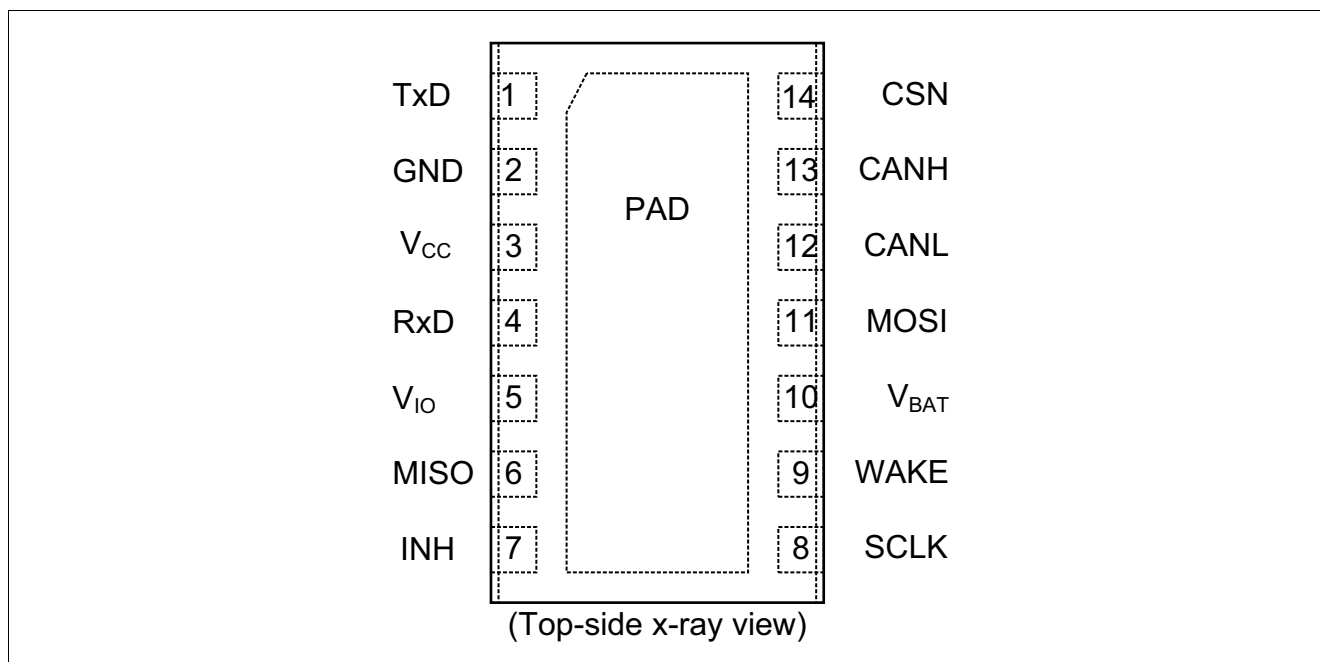 TxD 1 14 CSN
GND 2 13 CANH
PAD
VCC 3 12 CANL
RxD 4 11 MOSI
VIO 5 10 VBAT
MISO 6 9 WAKE
INH 7 8 SCLK
(Top-side x-ray view)